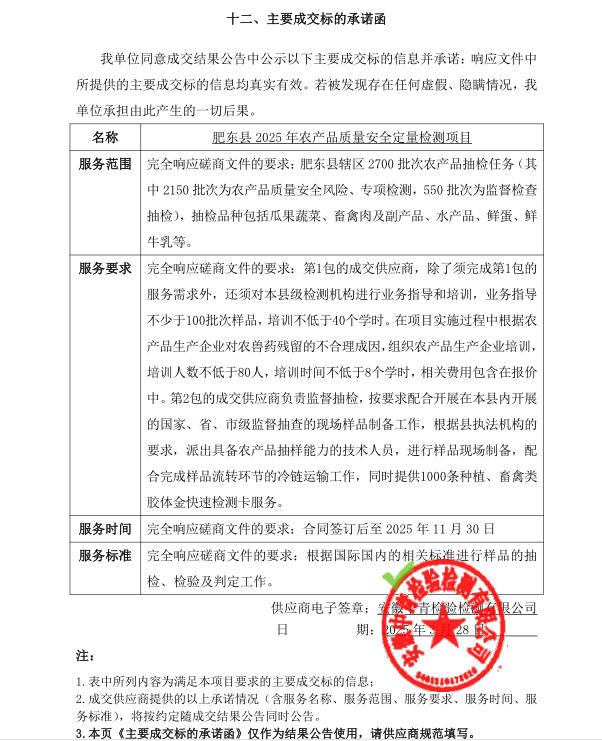 十二、主要成交标的承诺函
我单位同意成交结果公告中公示以下主要成交标的信息并承诺：响应文件中
所提供的主要成交标的信息均真实有效。若被发现存在任何虚假、隐瞒情况，我
单位承担由此产生的一切后果。
名称 肥东县 2025 年农产品质量安全定量检测项目
服务范围 完全响应磋商文件的要求：肥东县辖区 2700 批次农产品抽检任务（其
中 2150 批次为农产品质量安全风险、专项检测，550 批次为监督检查
抽检），抽检品种包括瓜果蔬菜、畜禽肉及副产品、水产品、鲜蛋、鲜
牛乳等。
服务要求 完全响应磋商文件的要求：第1包的成交供应商，除了须完成第1包的
服务需求外，还须对本县级检测机构进行业务指导和培训，业务指导
不少于100批次样品，培训不低于40个学时。在项目实施过程中根据农
产品生产企业对农兽药残留的不合理成因，组织农产品生产企业培训，
培训人数不低于80人，培训时间不低于8个学时，相关费用包含在报价
中。第2包的成交供应商负责监督抽检，按要求配合开展在本县内开展
的国家、省、市级监督抽查的现场样品制备工作，根据县执法机构的
要求，派出具备农产品抽样能力的技术人员，进行样品现场制备，配
合完成样品流转环节的冷链运输工作，同时提供1000条种植、畜禽类
胶体金快速检测卡服务。
服务时间 完全响应磋商文件的要求：合同签订后至 2025 年 11 月 30 日
服务标准 完全响应磋商文件的要求：根据国际国内的相关标准进行样品的抽
检、检验及判定工作。
供应商电子签章：安徽中青检验检测有限公司
日 期：2025 年 3 月 28 日
安徽中青检验检测有限公司
注：
1.表中所列内容为满足本项目要求的主要成交标的信息；
2.成交供应商提供的以上承诺情况（含服务名称、服务范围、服务要求、服务时间、服
务标准），将按约定随成交结果公告同时公告。
3.本页《主要成交标的承诺函》仅作为结果公告使用，请供应商规范填写。